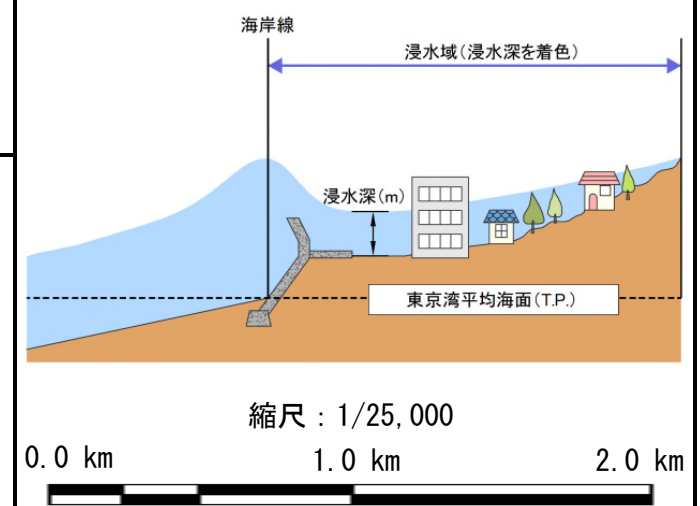 海岸線
浸水域(浸水深を着色)
浸水深(m)
東京湾平均海面(T.P.)
縮尺：1/25,000
0.0 km 1.0 km 2.0 km